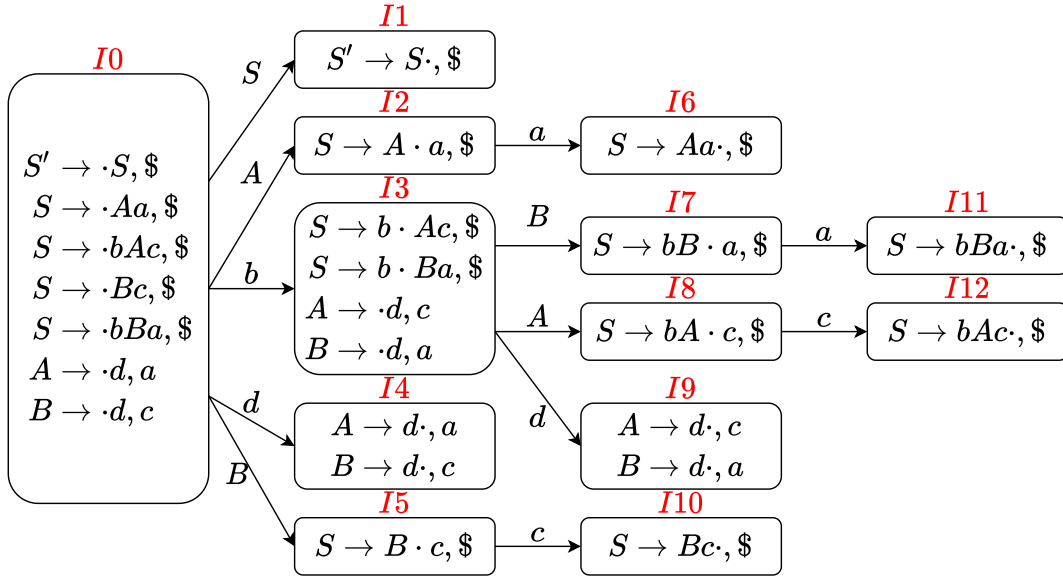 I0
S′ → ·S, $
S → ·Aa, $
S → ·bAc, $
S → ·Bc, $
S → ·bBa, $
A → ·d, a
B → ·d, c
S
A
b
d
B
I1
S′ → S·, $
I2
S → A · a, $
a
I6
S → Aa·, $
I3
S → b · Ac, $
S → b · Ba, $
A → ·d, c
B → ·d, a
B
A
d
I7
S → bB · a, $
a
I11
S → bBa·, $
I8
S → bA · c, $
c
I12
S → bAc·, $
I4
A → d·, a
B → d·, c
I9
A → d·, c
B → d·, a
I5
S → B · c, $
c
I10
S → Bc·, $